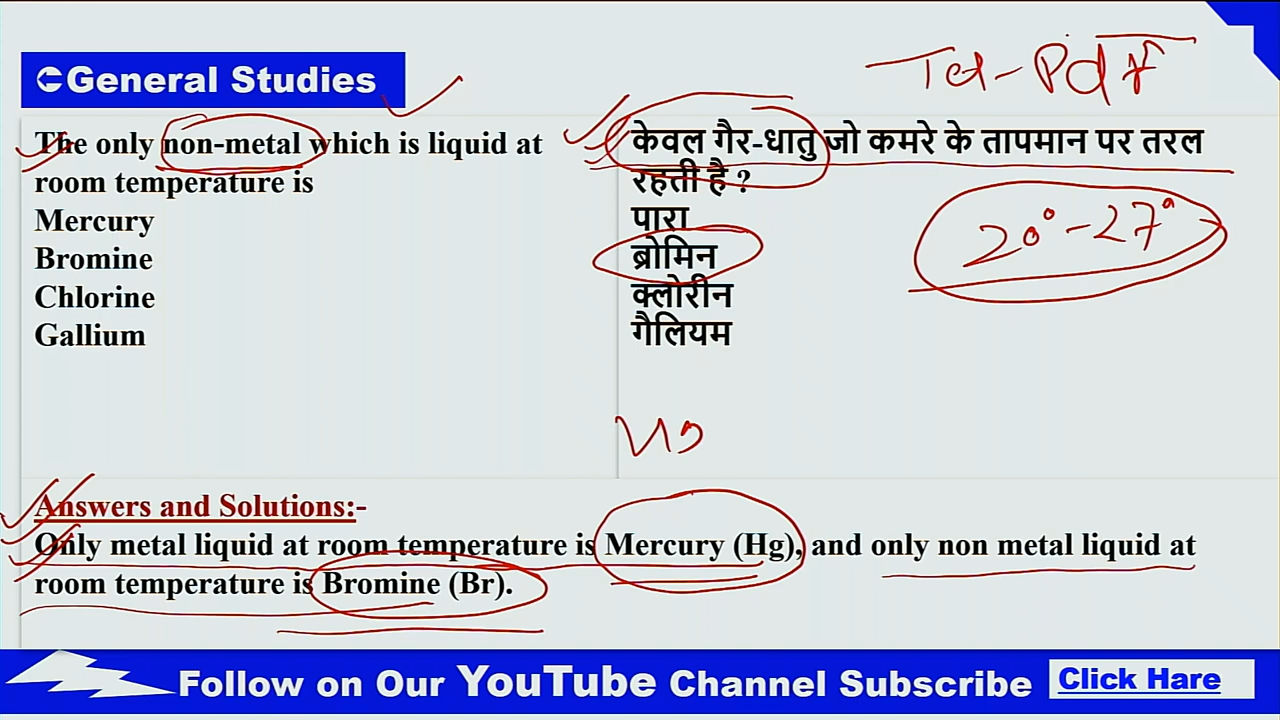 General Studies
Tel-Pdf
The only non-metal which is liquid at
room temperature is
Mercury
Bromine
Chlorine
Gallium
केवल गैर-धातु जो कमरे के तापमान पर तरल
रहती है ?
पारा
ब्रोमिन
क्लोरीन
गैलियम
20°-27°
Answers and Solutions:-
Only metal liquid at room temperature is Mercury (Hg), and only non metal liquid at
room temperature is Bromine (Br).
Follow on Our YouTube Channel Subscribe
Click Hare